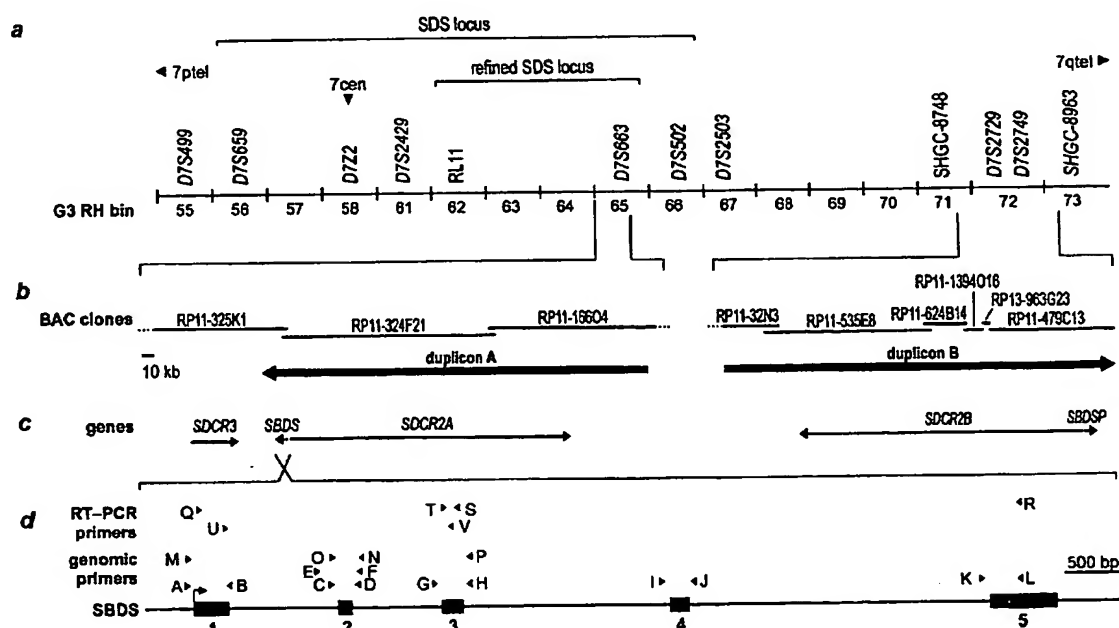 a
SDS locus
refined SDS locus
7ptel
7cen
7qtel
D7S499
D7S659
D7Z2
D7S2429
RL11
D7S663
D7S502
D7S2503
SHGC-8748
D7S2729
D7S2749
SHGC-8963
G3 RH bin
55 56 57 58 61 62 63 64 65 66 67 68 69 70 71 72 73
b
BAC clones
RP11-325K1
RP11-324F21
RP11-166O4
RP11-32N3
RP11-535E8
RP11-624B14
RP11-1394O16
RP13-963G23
RP11-479C13
10 kb
duplicon A
duplicon B
c
genes
SDCR3
SBDS
SDCR2A
SDCR2B
SBDSP
d
RT–PCR primers
Q
U
T
S
V
R
genomic primers
M
O
N
P
E
F
A
B
C
D
G
H
I
J
K
L
500 bp
SBDS
1 2 3 4 5